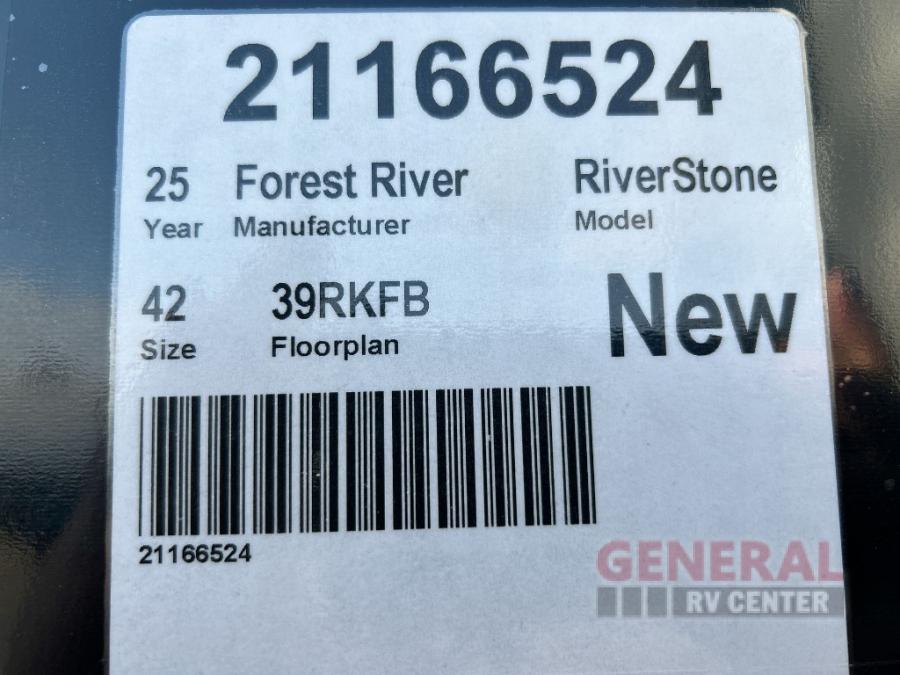 21166524
25 Forest River RiverStone
Year Manufacturer Model
42 39RKFB New
Size Floorplan
21166524
GENERAL
RV CENTER